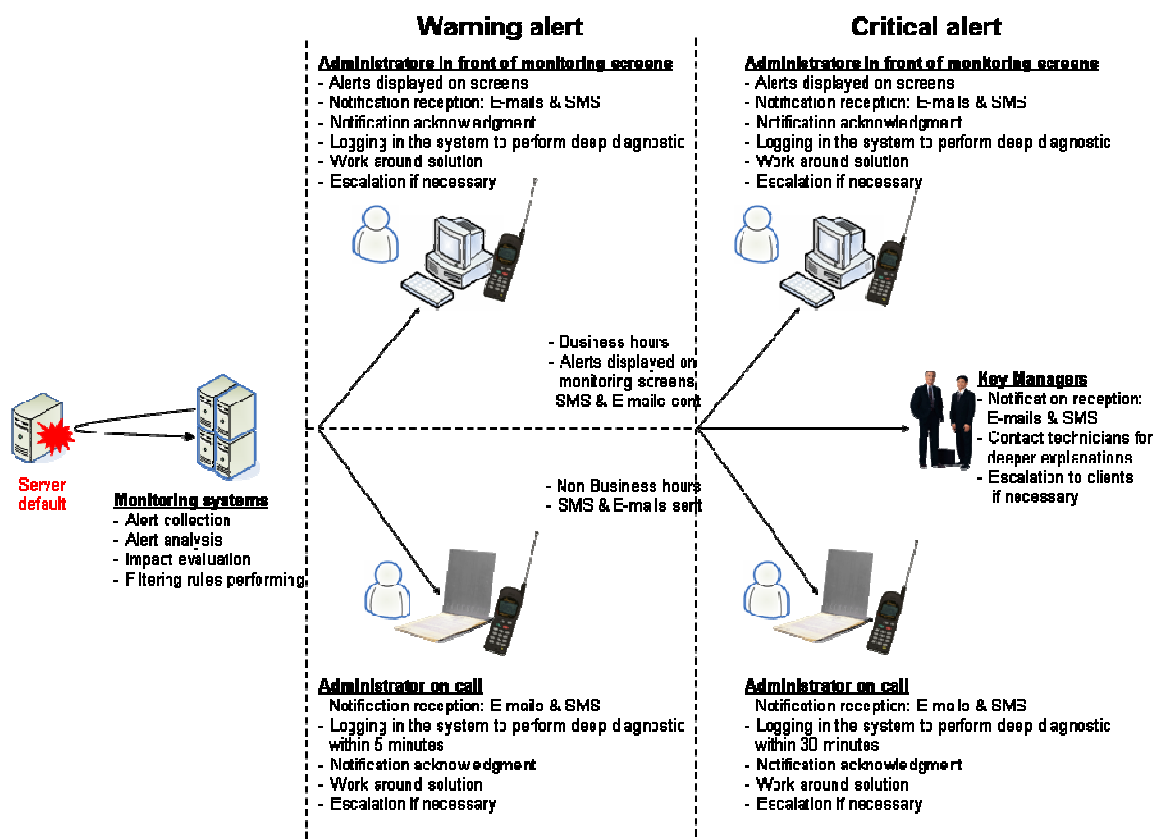 Warning alert
Administrators in front of monitoring screens
- Alerts displayed on screens
- Notification reception: E-mails & SMS
- Notification acknowledgment
- Logging in the system to perform deep diagnostic
- Work around solution
- Escalation if necessary
Critical alert
Administrators in front of monitoring screens
- Alerts displayed on screens
- Notification reception: E-mails & SMS
- Notification acknowledgment
- Logging in the system to perform deep diagnostic
- Work around solution
- Escalation if necessary
- Business hours
- Alerts displayed on
monitoring screens
SMS & E mails sent
Server
default
Monitoring systems
- Alert collection
- Alert analysis
- Impact evaluation
- Filtering rules performing
Key Managers
- Notification reception:
E-mails & SMS
- Contact technicians for
deeper explanations
- Escalation to clients
if necessary
- Non Business hours
- SMS & E-mails sent
Administrator on call
Notification reception: E mails & SMS
- Logging in the system to perform deep diagnostic
within 5 minutes
- Notification acknowledgment
- Work around solution
- Escalation if necessary
Administrator on call
Notification reception: E mails & SMS
- Logging in the system to perform deep diagnostic
within 30 minutes
- Notification acknowledgment
- Work around solution
- Escalation if necessary